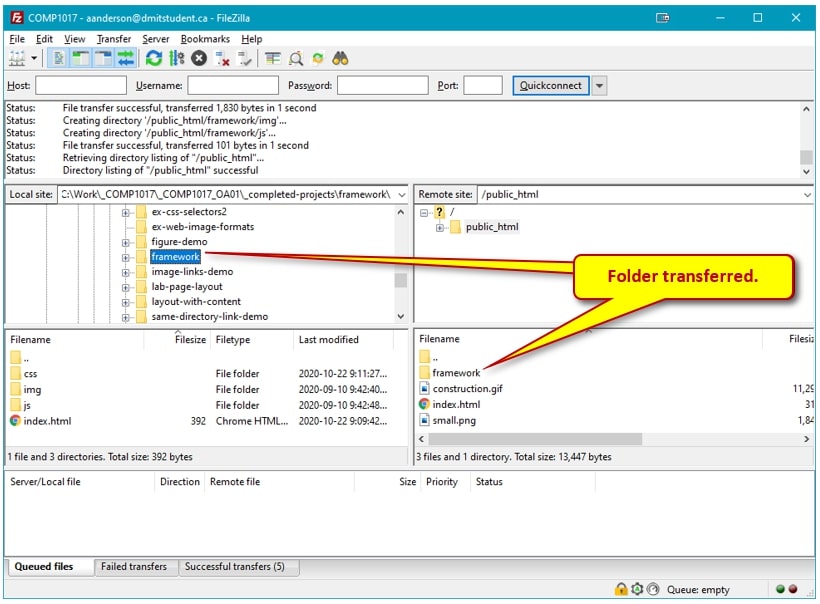 COMP1017 - aanderson@dmitstudent.ca - FileZilla
File Edit View Transfer Server Bookmarks Help
Host: Username: Password: Port: Quickconnect
Status: File transfer successful, transferred 1,830 bytes in 1 second
Status: Creating directory '/public_html/framework/img'...
Status: Creating directory '/public_html/framework/js'...
Status: File transfer successful, transferred 101 bytes in 1 second
Status: Retrieving directory listing of "/public_html"...
Status: Directory listing of "/public_html" successful
Local site: C:\Work\_COMP1017\_COMP1017_OA01\_completed-projects\framework\
ex-css-selectors2
ex-web-image-formats
figure-demo
framework
image-links-demo
lab-page-layout
layout-with-content
same-directory-link-demo
Remote site: /public_html
/
public_html
Folder transferred.
Filename Filesize Filetype Last modified
..
css File folder 2020-10-22 9:11:27...
img File folder 2020-09-10 9:42:40...
js File folder 2020-09-10 9:42:48...
index.html 392 Chrome HTML... 2020-10-22 9:09:42...
1 file and 3 directories. Total size: 392 bytes
Filename Filesiz
..
framework
construction.gif 11,29
index.html 31
small.png 1,84
3 files and 1 directory. Total size: 13,447 bytes
Server/Local file Direction Remote file Size Priority Status
Queued files Failed transfers Successful transfers (5)
Queue: empty